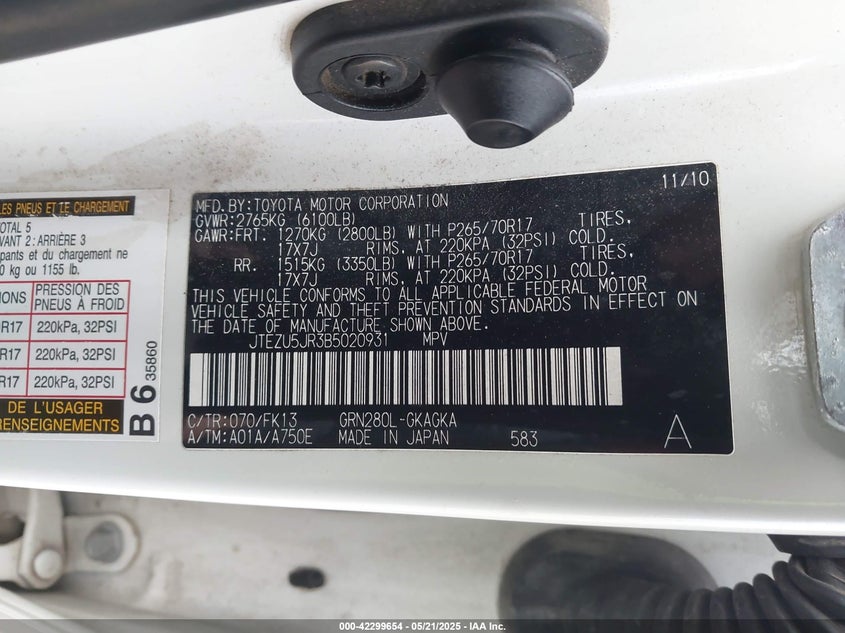 LES PNEUS ET LE CHARGEMENT
TOTAL 5
AVANT 2: ARRIÈRE 3
pants et du chargement ne
0 kg ou 1155 lb.
IONS
PRESSION DES
PNEUS À FROID
R17
220kPa, 32PSI
R17
220kPa, 32PSI
R17
220kPa, 32PSI
DE L'USAGER
RENSEIGNEMENTS
B 6 35860
MFD.BY:TOYOTA MOTOR CORPORATION 11/10
GVWR:2765KG (6100LB)
GAWR:FRT. 1270KG (2800LB) WITH P265/70R17 TIRES,
17X7J RIMS, AT 220KPA (32PSI) COLD.
RR. 1515KG (3350LB) WITH P265/70R17 TIRES,
17X7J RIMS, AT 220KPA (32PSI) COLD.
THIS VEHICLE CONFORMS TO ALL APPLICABLE FEDERAL MOTOR
VEHICLE SAFETY AND THEFT PREVENTION STANDARDS IN EFFECT ON
THE DATE OF MANUFACTURE SHOWN ABOVE.
JTEZU5JR3B5020931 MPV
C/TR:070/FK13 GRN280L-GKAGKA
A/TM:A01A/A750E MADE IN JAPAN 583 A
000-42299654 - 05/21/2025 - IAA Inc.